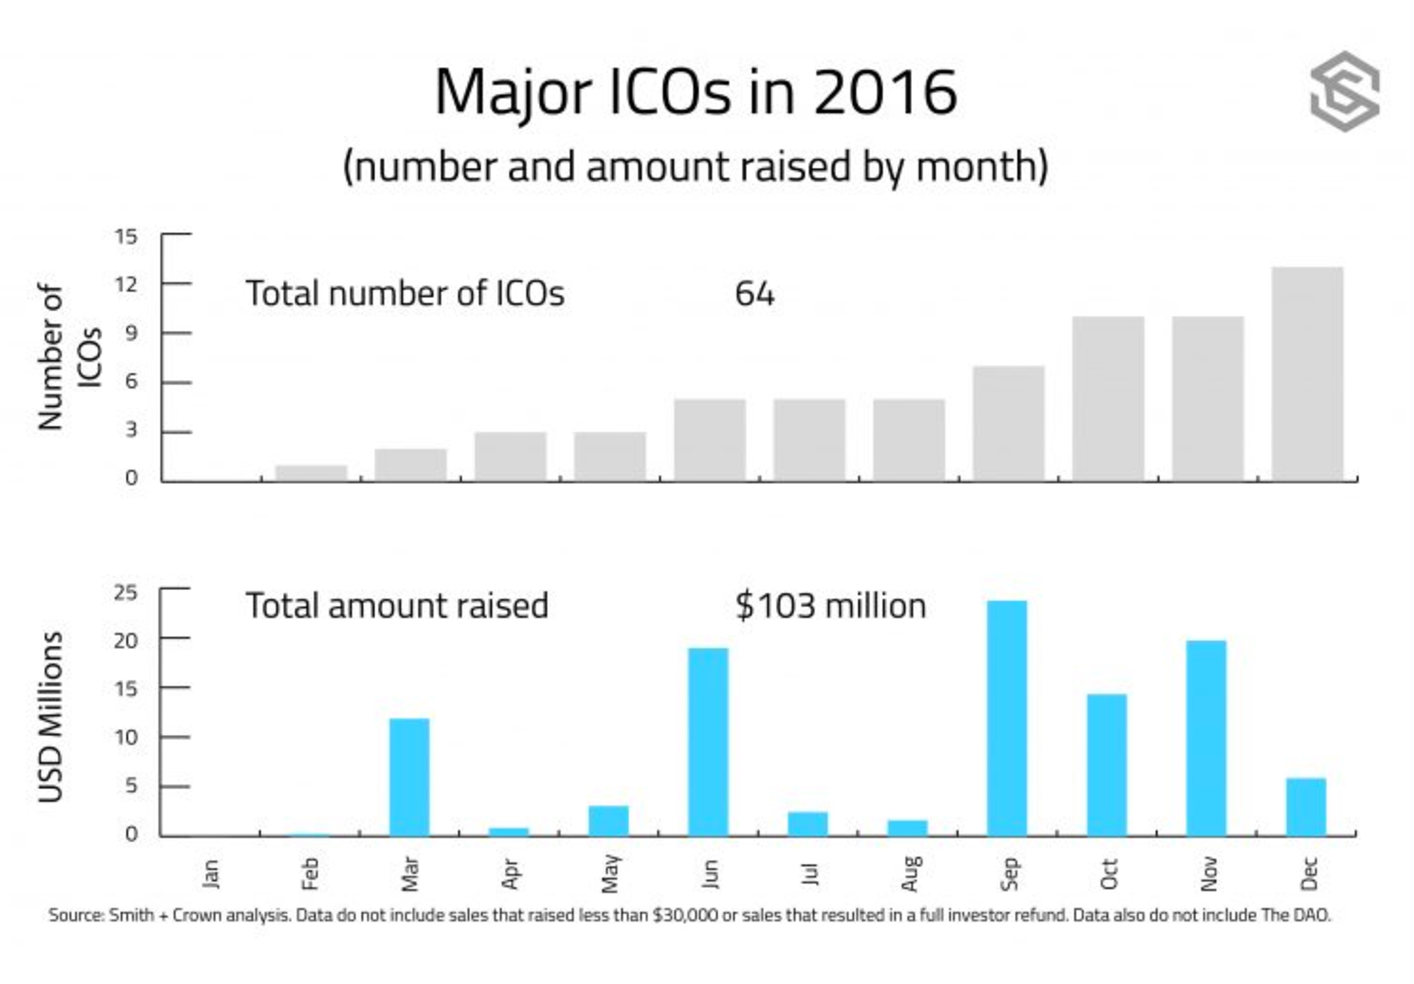 Major ICOs in 2016
(number and amount raised by month)
Number of
ICOs
15
12
9
6
3
0
Total number of ICOs 64
USD Millions
25
20
15
10
5
0
Total amount raised $103 million
Jan Feb Mar Apr May Jun Jul Aug Sep Oct Nov Dec
Source: Smith + Crown analysis. Data do not include sales that raised less than $30,000 or sales that resulted in a full investor refund. Data also do not include The DAO.